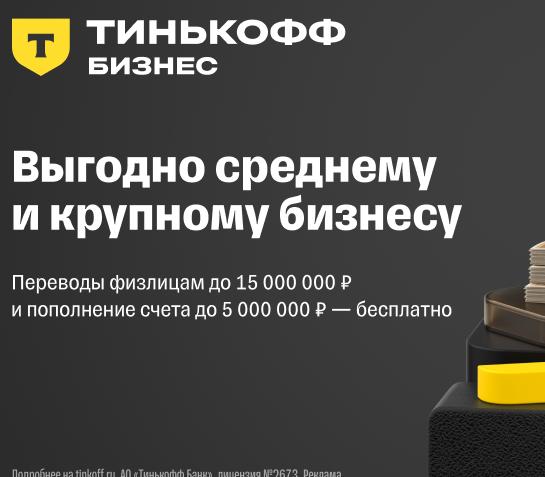 ТИНЬКОФФ
БИЗНЕС
Выгодно среднему
и крупному бизнесу
Переводы физлицам до 15 000 000 ₽
и пополнение счета до 5 000 000 ₽ — бесплатно
Подробнее на tinkoff.ru. АО «Тинькофф Банк», лицензия №2673. Реклама